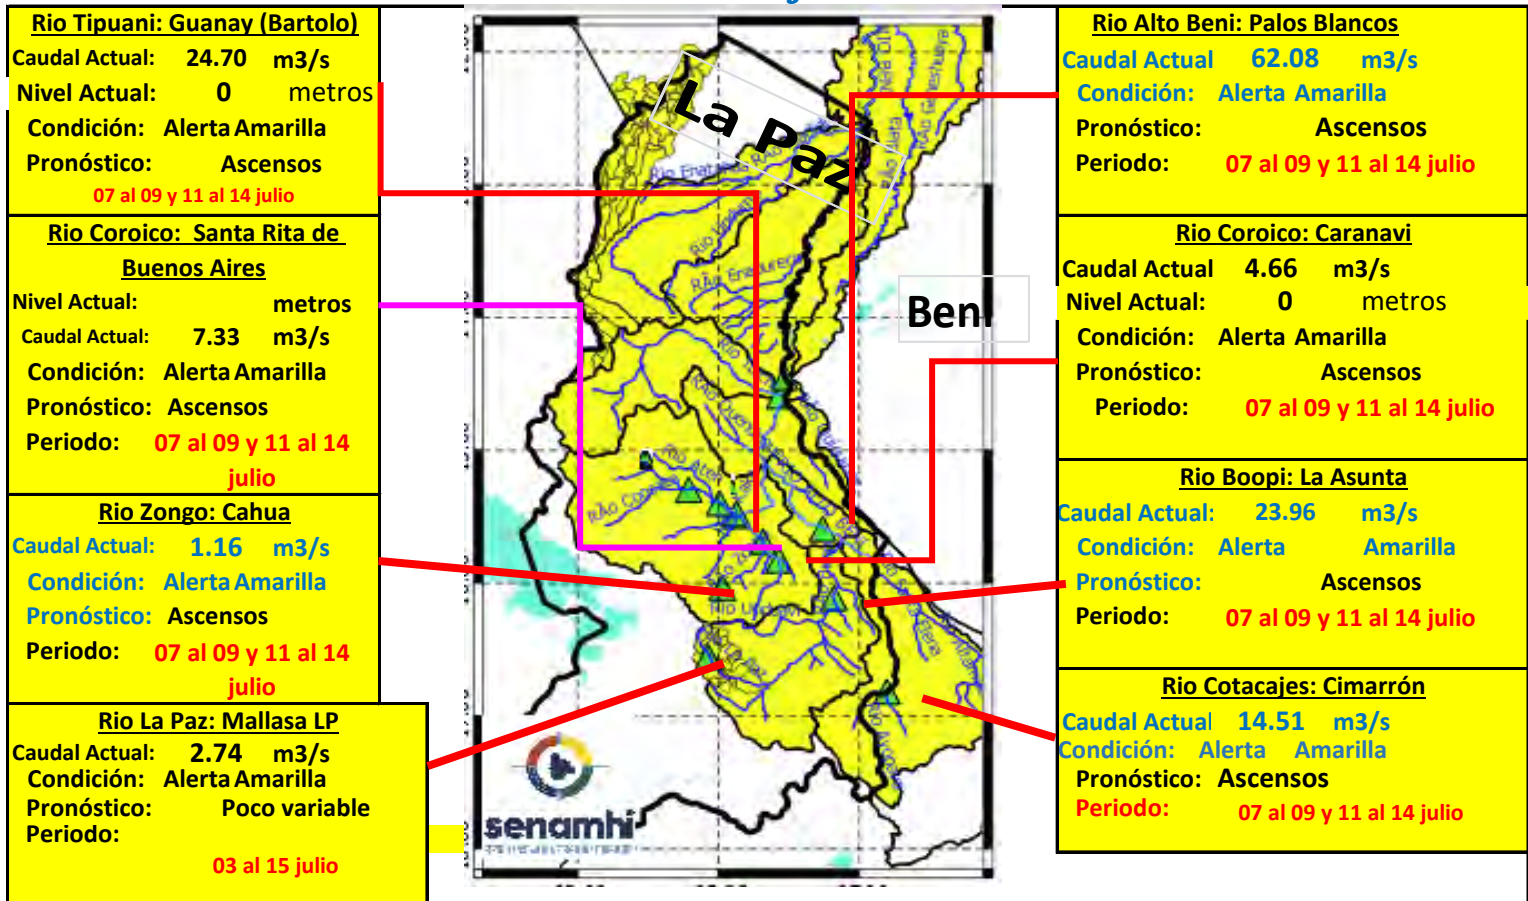 Rio Tipuani: Guanay (Bartolo)
Caudal Actual: 24.70 m3/s
Nivel Actual: 0 metros
Condición: Alerta Amarilla
Pronóstico: Ascensos
07 al 09 y 11 al 14 julio
Rio Coroico: Santa Rita de
Buenos Aires
Nivel Actual: metros
Caudal Actual: 7.33 m3/s
Condición: Alerta Amarilla
Pronóstico: Ascensos
Periodo: 07 al 09 y 11 al 14
julio
Rio Zongo: Cahua
Caudal Actual: 1.16 m3/s
Condición: Alerta Amarilla
Pronóstico: Ascensos
Periodo: 07 al 09 y 11 al 14
julio
Rio La Paz: Mallasa LP
Caudal Actual: 2.74 m3/s
Condición: Alerta Amarilla
Pronóstico: Poco variable
Periodo:
03 al 15 julio
La Paz
Beni
senamhi
Rio Alto Beni: Palos Blancos
Caudal Actual 62.08 m3/s
Condición: Alerta Amarilla
Pronóstico: Ascensos
Periodo: 07 al 09 y 11 al 14 julio
Rio Coroico: Caranavi
Caudal Actual 4.66 m3/s
Nivel Actual: 0 metros
Condición: Alerta Amarilla
Pronóstico: Ascensos
Periodo: 07 al 09 y 11 al 14 julio
Rio Boopi: La Asunta
Caudal Actual: 23.96 m3/s
Condición: Alerta Amarilla
Pronóstico: Ascensos
Periodo: 07 al 09 y 11 al 14 julio
Rio Cotacajes: Cimarrón
Caudal Actual 14.51 m3/s
Condición: Alerta Amarilla
Pronóstico: Ascensos
Periodo: 07 al 09 y 11 al 14 julio